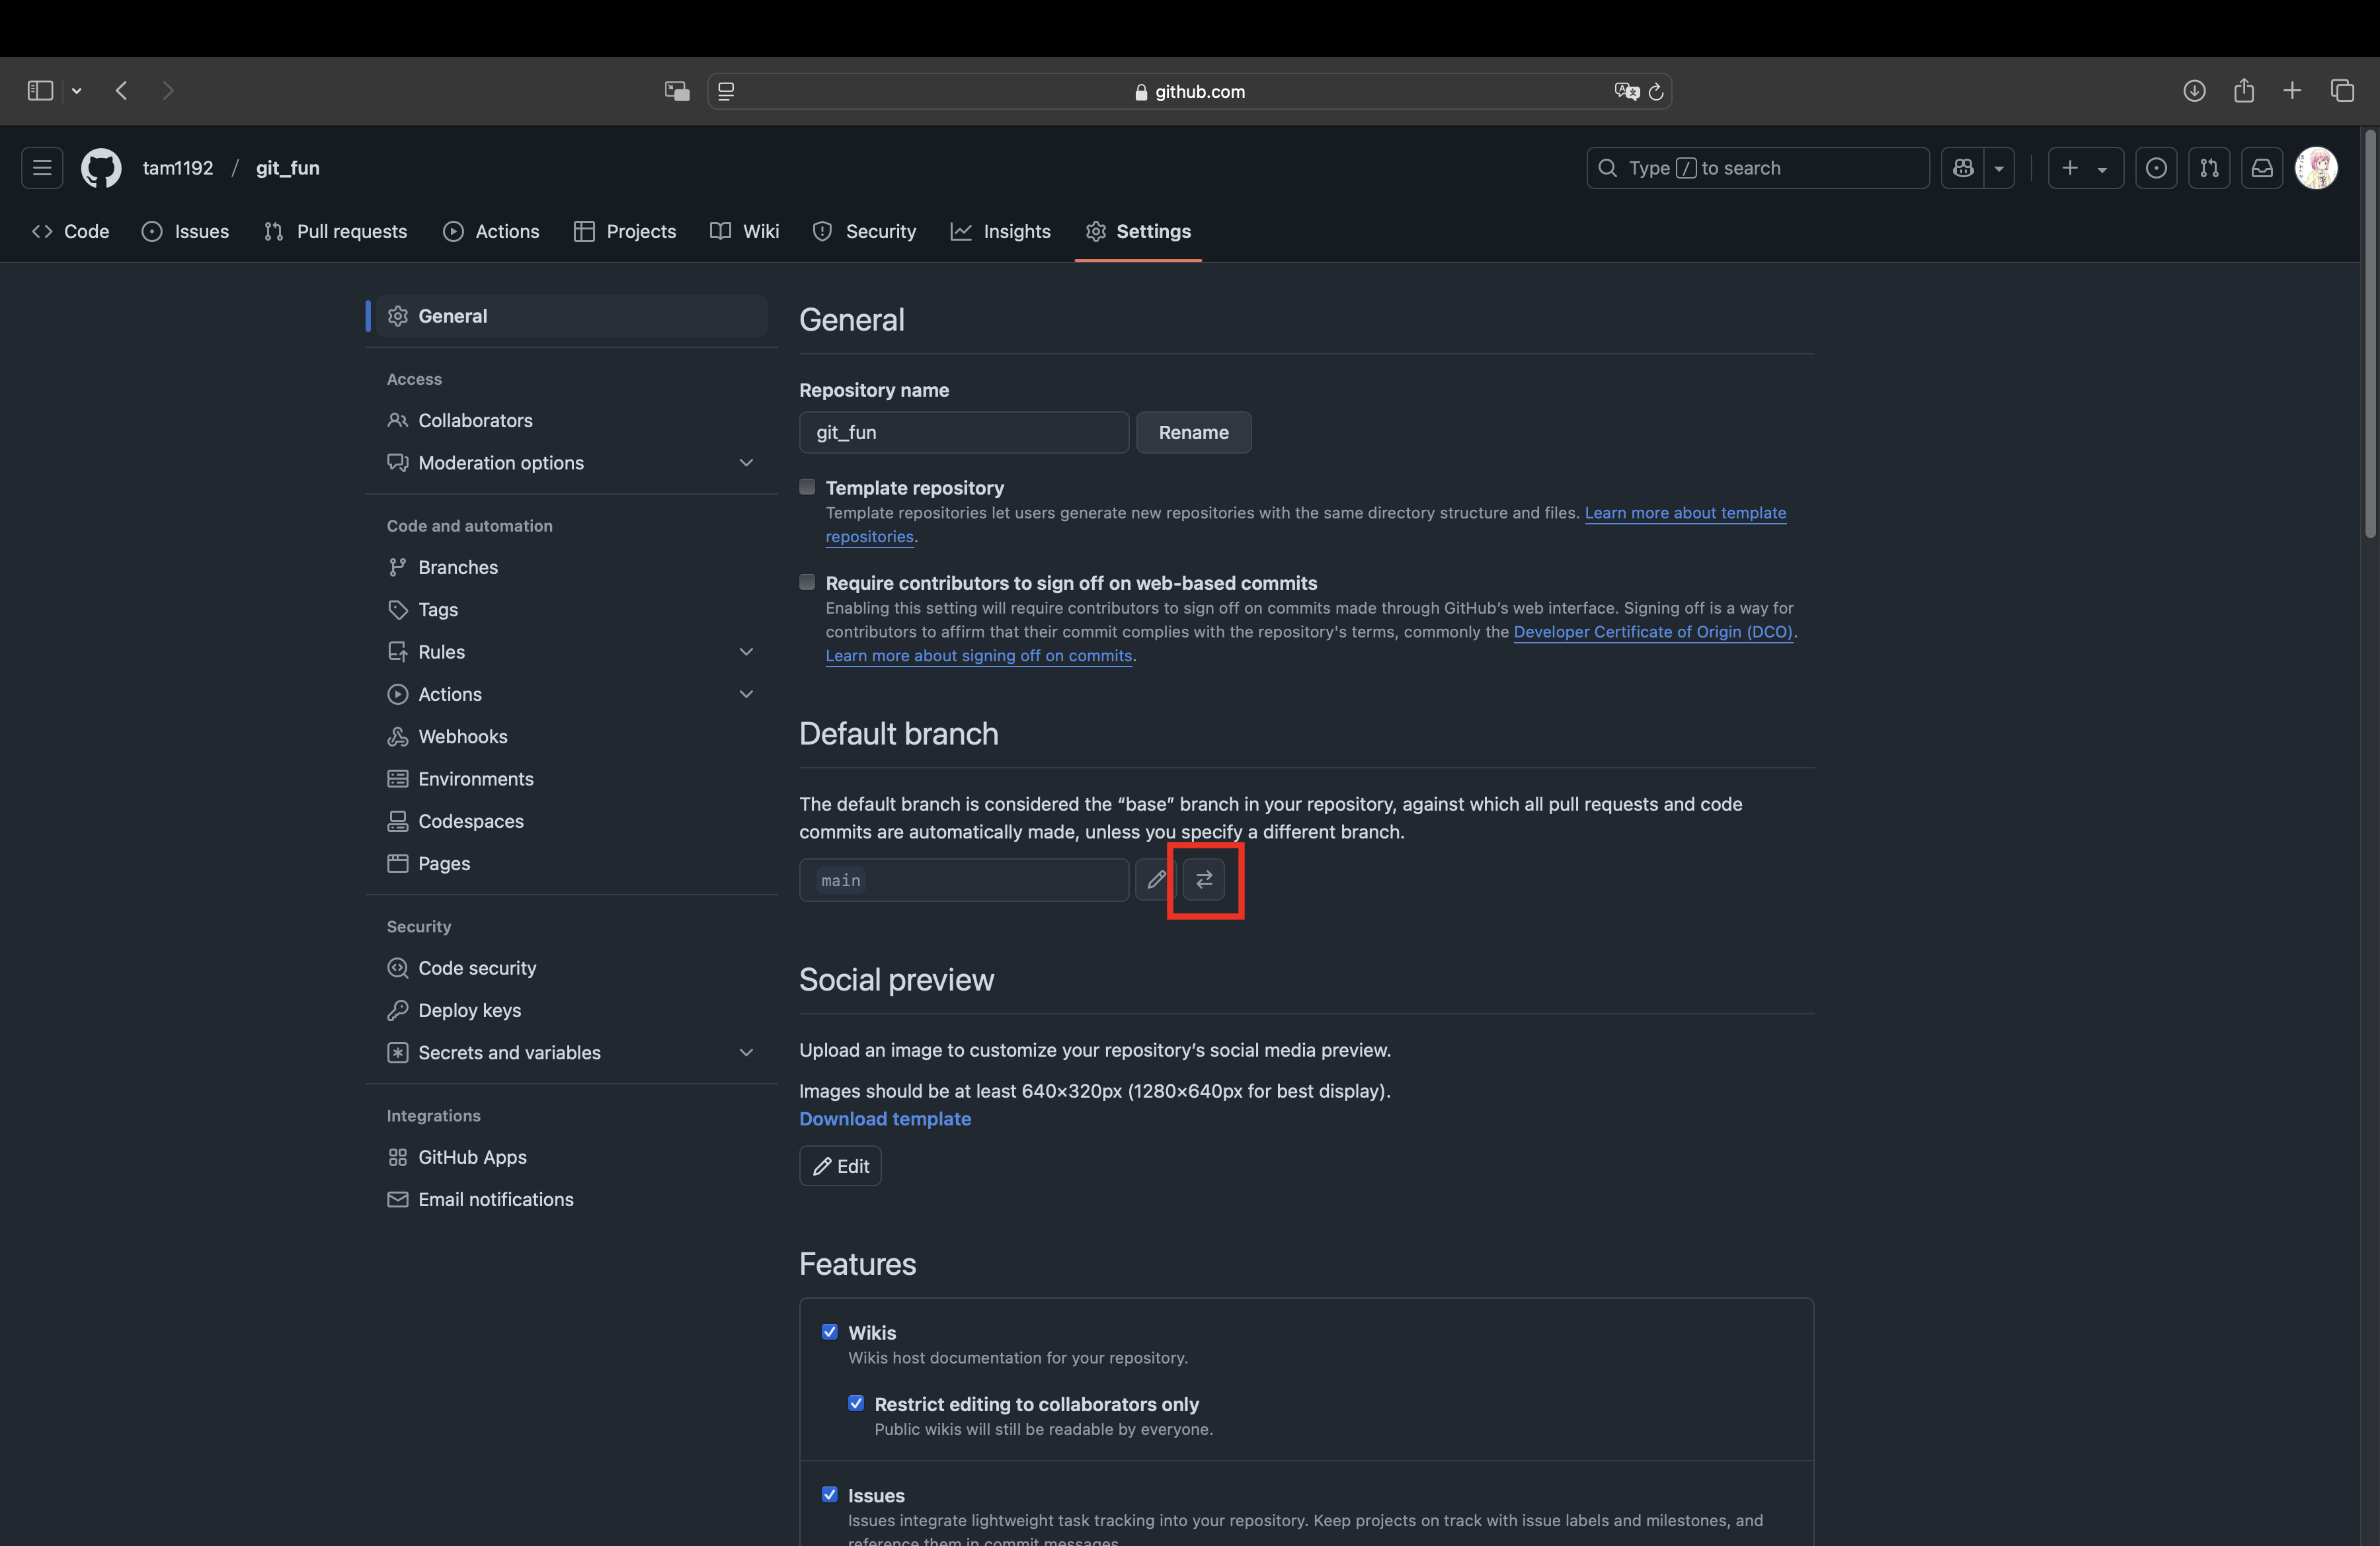 github.com
tam1192 / git_fun
Type / to search
Code Issues Pull requests Actions Projects Wiki Security Insights Settings
General
Access
Collaborators
Moderation options
Code and automation
Branches
Tags
Rules
Actions
Webhooks
Environments
Codespaces
Pages
Security
Code security
Deploy keys
Secrets and variables
Integrations
GitHub Apps
Email notifications
General
Repository name
git_fun Rename
Template repository
Template repositories let users generate new repositories with the same directory structure and files. Learn more about template
repositories.
Require contributors to sign off on web-based commits
Enabling this setting will require contributors to sign off on commits made through GitHub’s web interface. Signing off is a way for
contributors to affirm that their commit complies with the repository's terms, commonly the Developer Certificate of Origin (DCO).
Learn more about signing off on commits.
Default branch
The default branch is considered the “base” branch in your repository, against which all pull requests and code
commits are automatically made, unless you specify a different branch.
main
Social preview
Upload an image to customize your repository’s social media preview.
Images should be at least 640×320px (1280×640px for best display).
Download template
Edit
Features
Wikis
Wikis host documentation for your repository.
Restrict editing to collaborators only
Public wikis will still be readable by everyone.
Issues
Issues integrate lightweight task tracking into your repository. Keep projects on track with issue labels and milestones, and
reference them in commit messages.